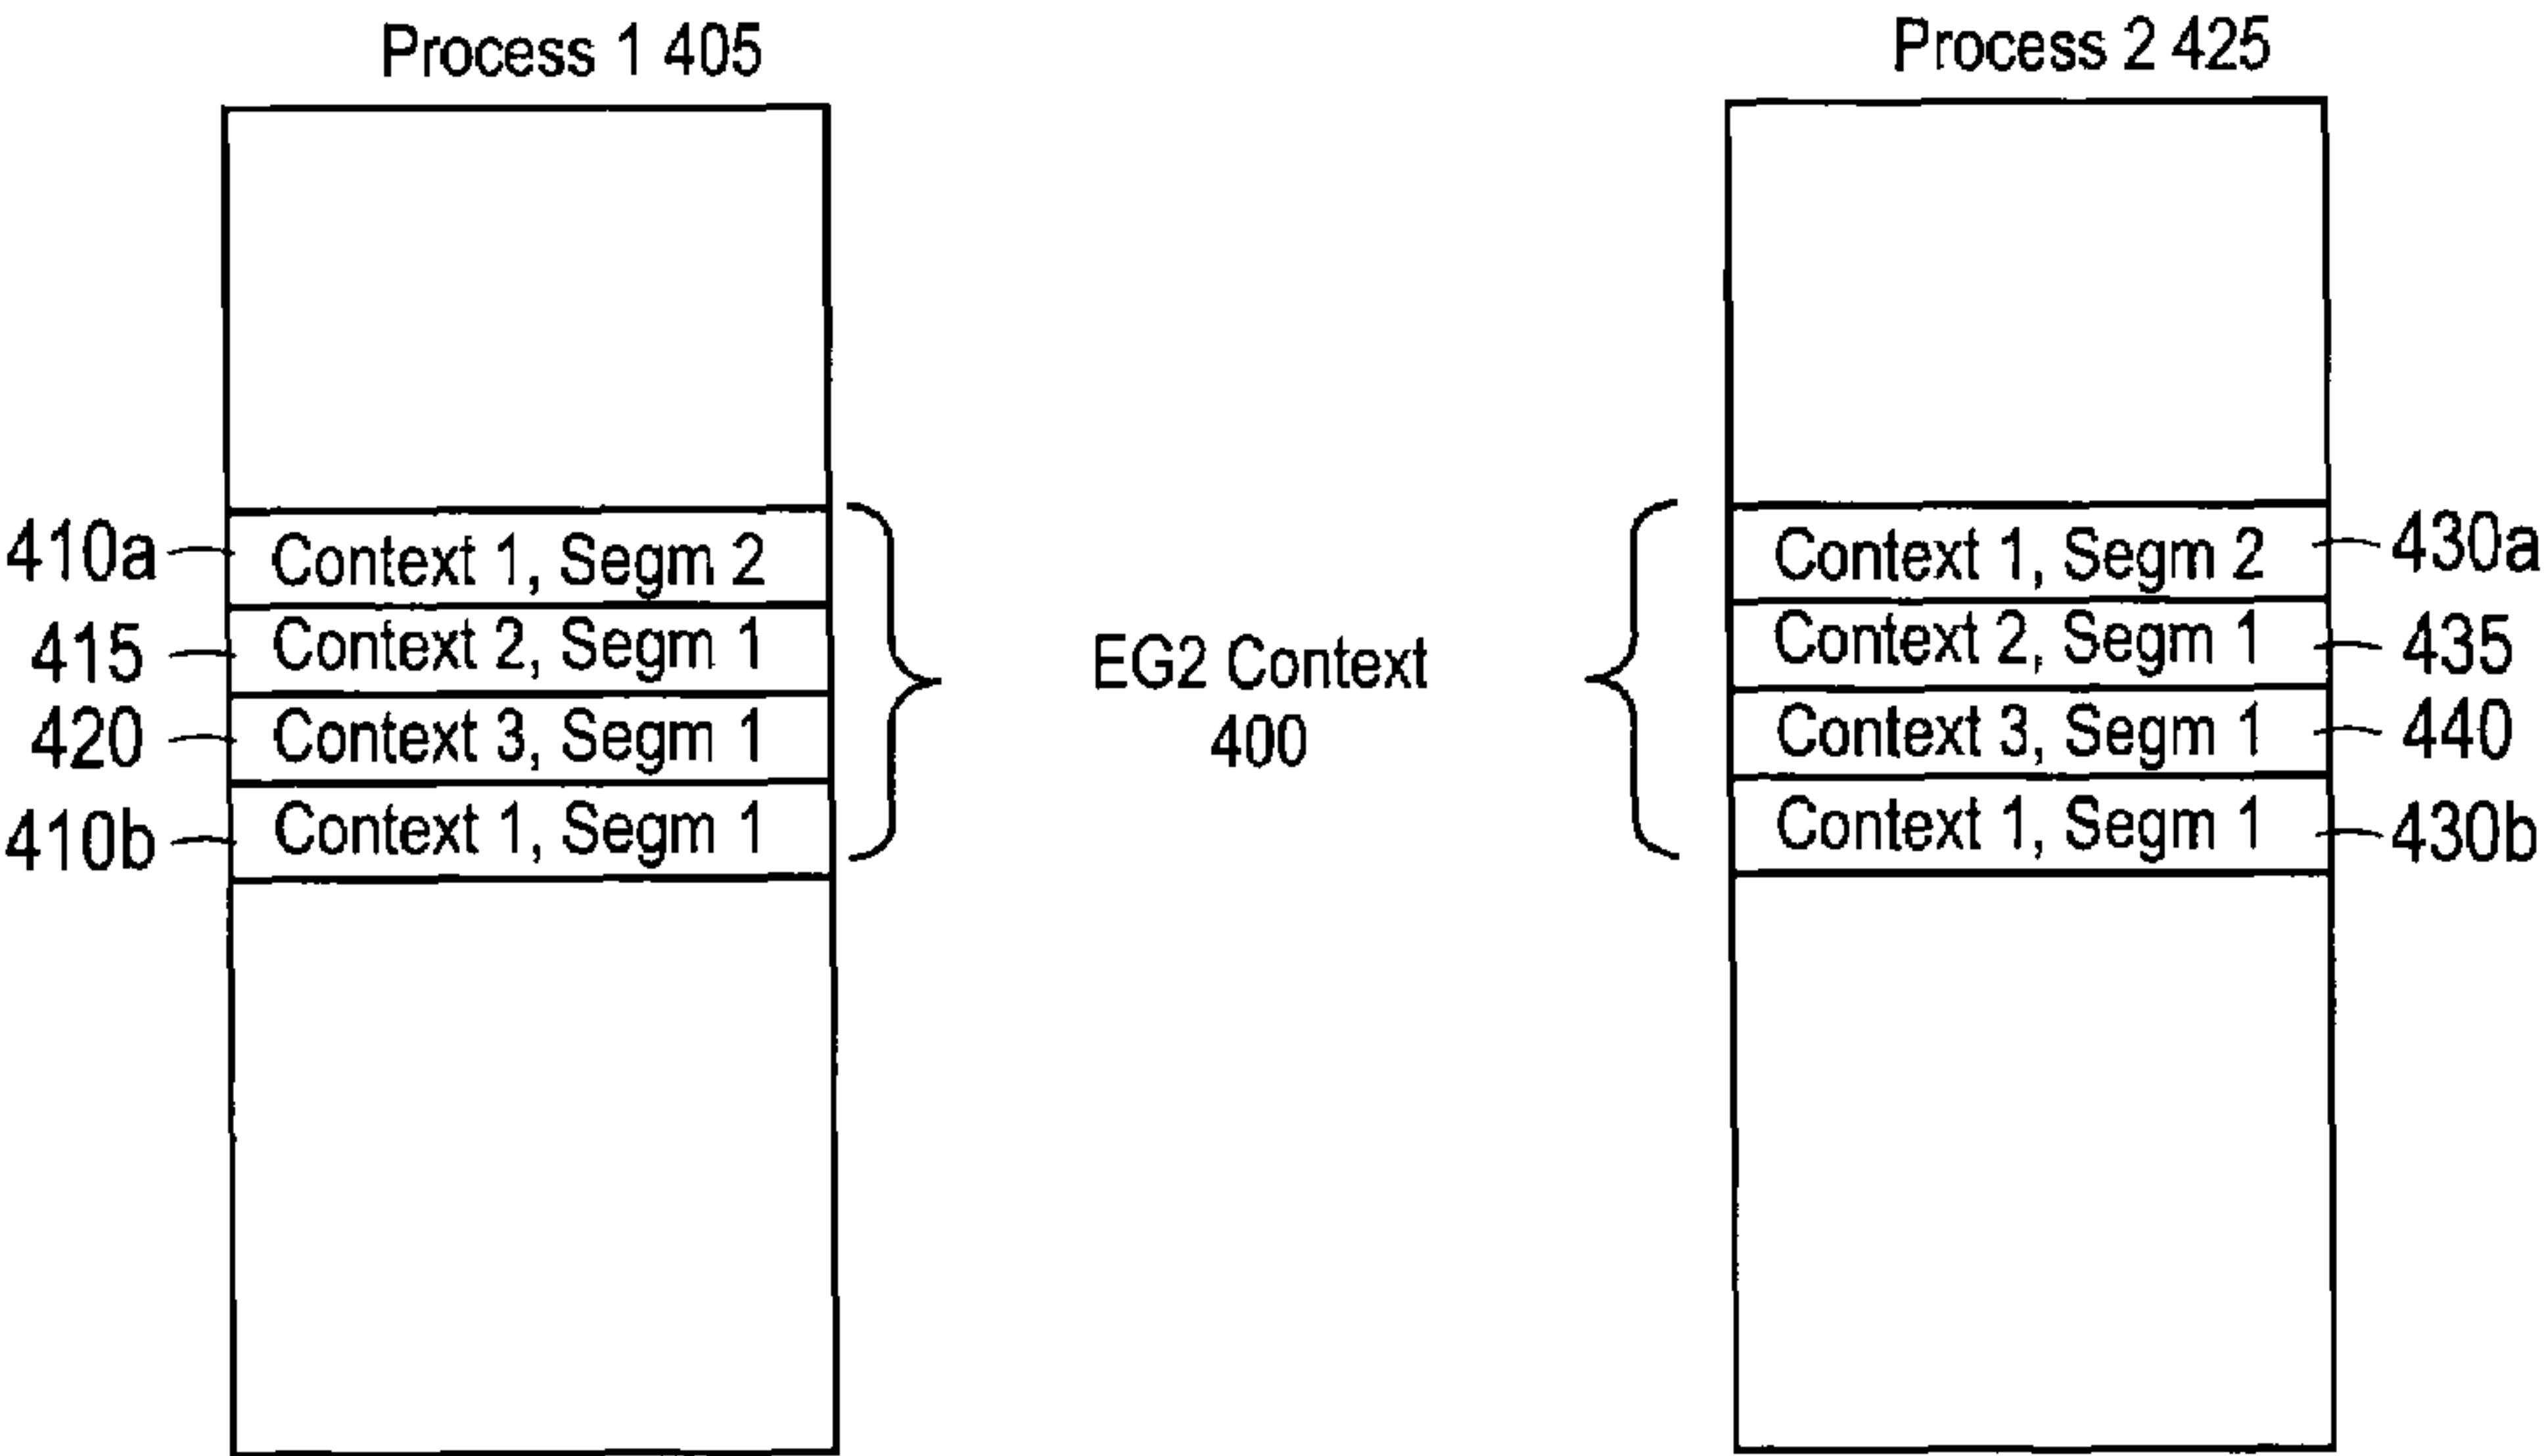 Process 1 405
Process 2 425
410a
Context 1, Segm 2
415
Context 2, Segm 1
420
Context 3, Segm 1
410b
Context 1, Segm 1
EG2 Context
400
Context 1, Segm 2
430a
Context 2, Segm 1
435
Context 3, Segm 1
440
Context 1, Segm 1
430b